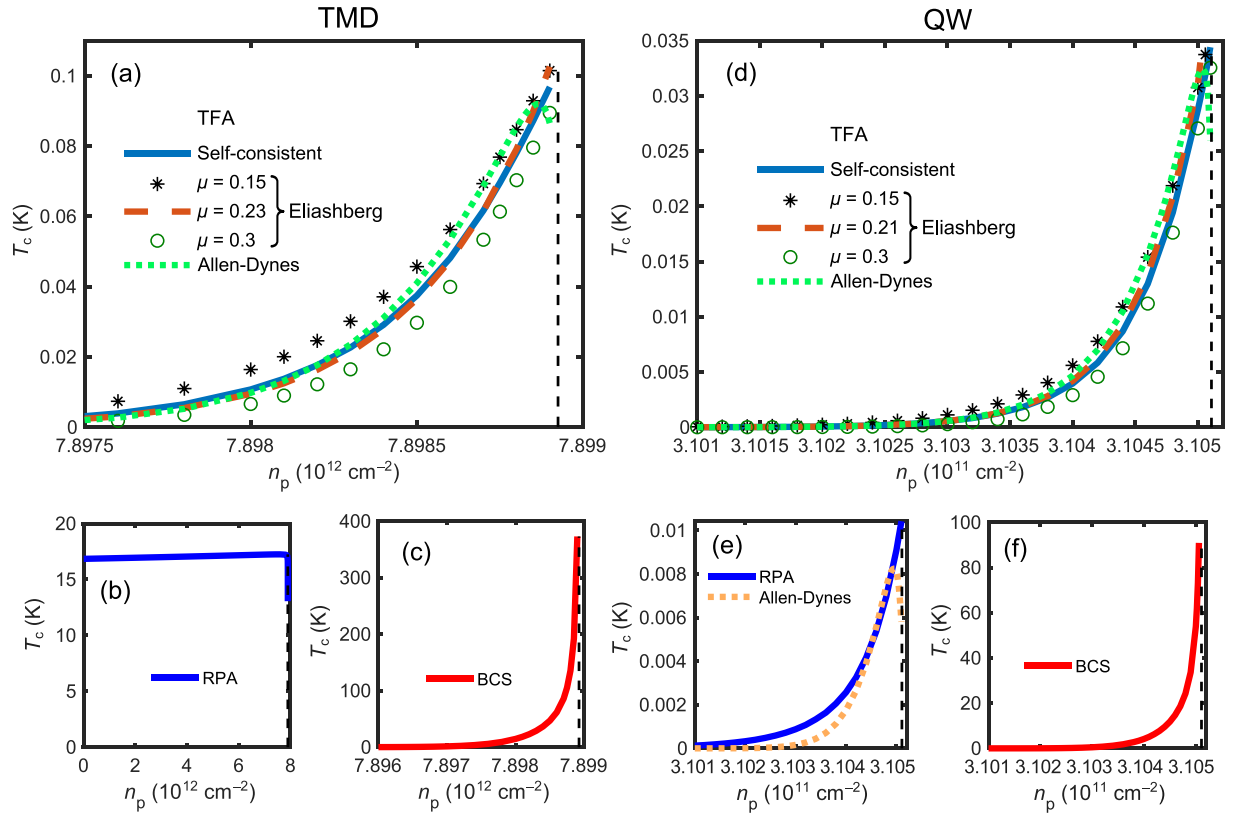 TMD
QW
(a)
TFA
Self-consistent
μ = 0.15
μ = 0.23
Eliashberg
μ = 0.3
Allen-Dynes
0.1
0.08
0.06
0.04
0.02
0
T_c (K)
7.8975
7.898
7.8985
7.899
n_p (10^12 cm^–2)
(d)
TFA
Self-consistent
μ = 0.15
μ = 0.21
Eliashberg
μ = 0.3
Allen-Dynes
0.035
0.03
0.025
0.02
0.015
0.01
0.005
0
T_c (K)
3.101
3.1015
3.102
3.1025
3.103
3.1035
3.104
3.1045
3.105
n_p (10^11 cm^–2)
(b)
RPA
20
15
10
5
0
T_c (K)
0 2 4 6 8
n_p (10^12 cm^–2)
(c)
BCS
400
300
200
100
0
T_c (K)
7.896 7.897 7.898 7.899
n_p (10^12 cm^–2)
(e)
RPA
Allen-Dynes
0.01
0.008
0.006
0.004
0.002
0
T_c (K)
3.101 3.102 3.103 3.104 3.105
n_p (10^11 cm^–2)
(f)
BCS
100
80
60
40
20
0
T_c (K)
3.101 3.102 3.103 3.104 3.105
n_p (10^11 cm^–2)